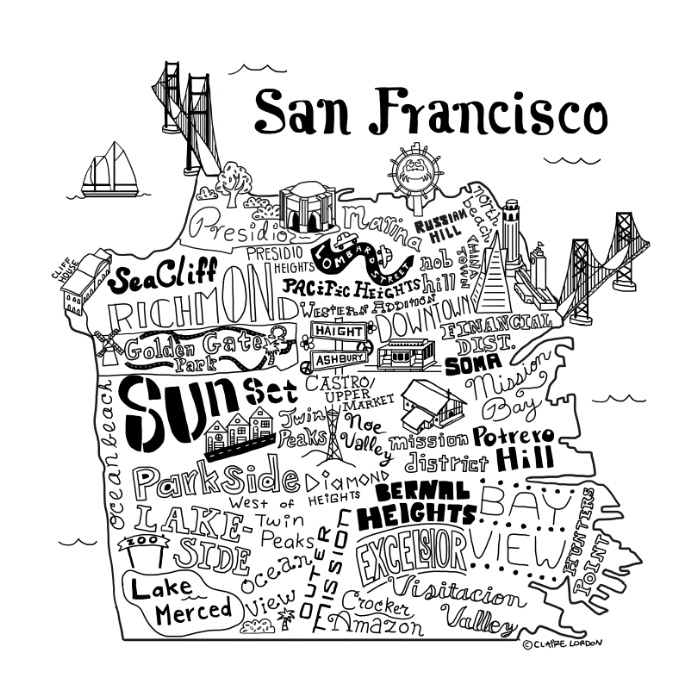 San Francisco
CLIFF
HOUSE
Presidio
Marina
RUSSIAN
HILL
north
beach
CHINA
TOWN
SeaCliff
PRESIDIO
HEIGHTS
LOMBARD STREET
nob
hill
PACIFIC HEIGHTS
RICHMOND
WESTERN ADDITION
DOWNTOWN
FINANCIAL
DIST.
Golden Gate
Park
HAIGHT
ASHBURY
SOMA
Mission
Bay
ocean beach
SUNSet
CASTRO/
UPPER
MARKET
Twin
Peaks
Noe
Valley
mission
district
Potrero
Hill
ParkSide
DIAMOND
HEIGHTS
West of
Twin
Peaks
BERNAL
HEIGHTS
BAY
VIEW
HUNTERS
POINT
LAKE-
SIDE
ZOO
EXCELSIOR
OUTER
MISSION
Lake
Merced
Ocean
View
Visitacion
Valley
Crocker
Amazon
©CLAIRE LORDON